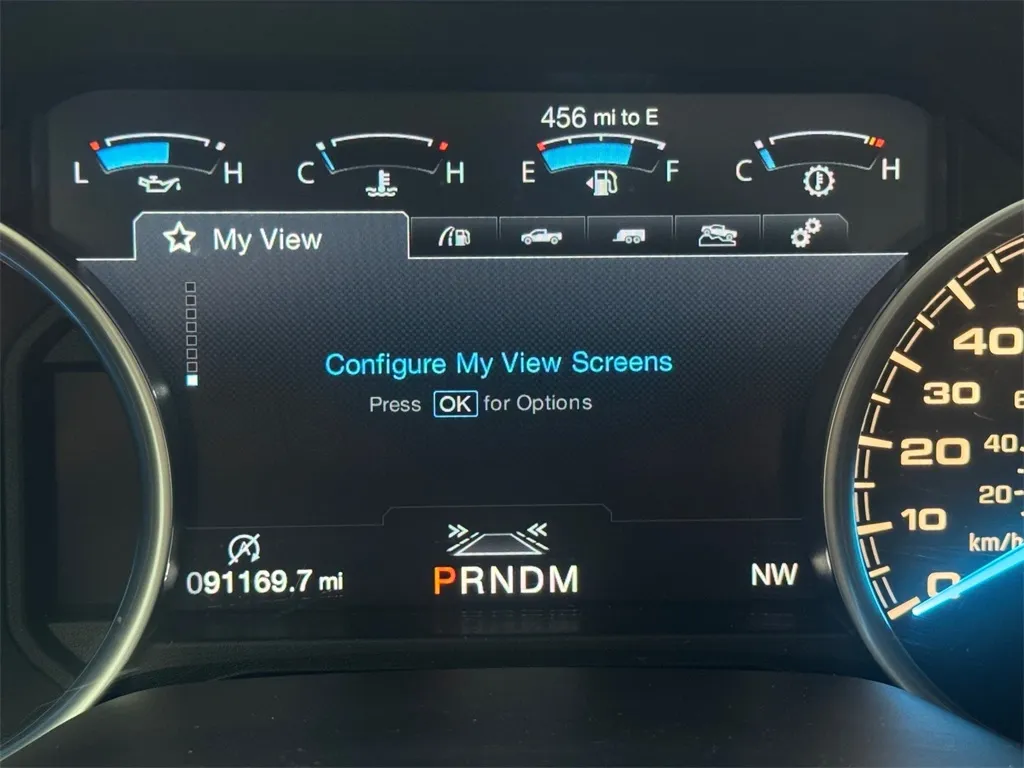 456 mi to E
L H C H E F C H
My View
Configure My View Screens
Press OK for Options
091169.7 mi
PRNDM
NW
40
30
20
10
0
40
20
km/h